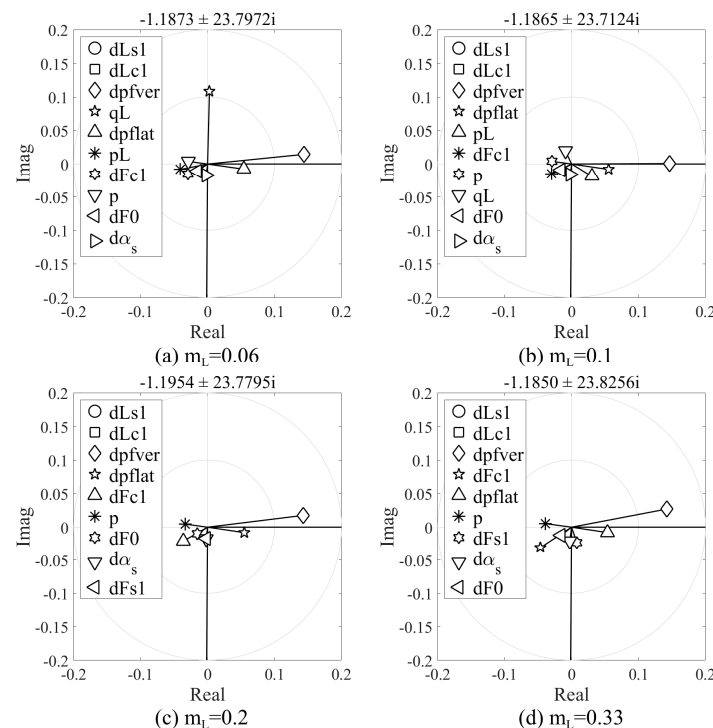 -1.1873 ± 23.7972i
0.2
0.15
0.1
0.05
0
-0.05
-0.1
-0.15
-0.2
Imag
dLs1
dLc1
dpfver
qL
dpflat
pL
dFc1
p
dF0
dαs
-0.2 -0.1 0 0.1 0.2
Real
(a) mL=0.06
-1.1865 ± 23.7124i
0.2
0.15
0.1
0.05
0
-0.05
-0.1
-0.15
-0.2
Imag
dLs1
dLc1
dpfver
dpflat
pL
dFc1
p
qL
dF0
dαs
-0.2 -0.1 0 0.1 0.2
Real
(b) mL=0.1
-1.1954 ± 23.7795i
0.2
0.15
0.1
0.05
0
-0.05
-0.1
-0.15
-0.2
Imag
dLs1
dLc1
dpfver
dpflat
dFc1
p
dF0
dαs
dFs1
-0.2 -0.1 0 0.1 0.2
Real
(c) mL=0.2
-1.1850 ± 23.8256i
0.2
0.15
0.1
0.05
0
-0.05
-0.1
-0.15
-0.2
Imag
dLs1
dLc1
dpfver
dFc1
dpflat
p
dFs1
dαs
dF0
-0.2 -0.1 0 0.1 0.2
Real
(d) mL=0.33